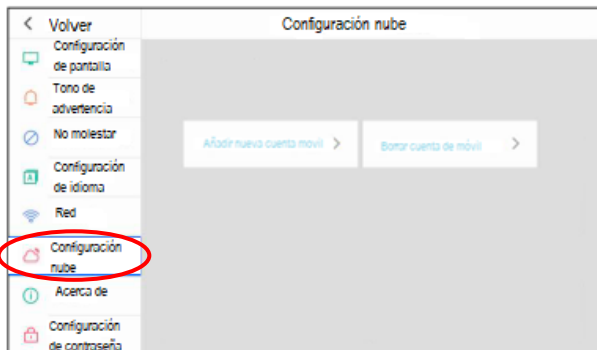 Volver
Configuración nube
Configuración
de pantalla
Tono de
advertencia
No molestar
Configuración
de idioma
Red
Configuración
nube
Acerca de
Configuración
de contraseña
Añadir nueva cuenta movil
Borrar cuenta de móvil